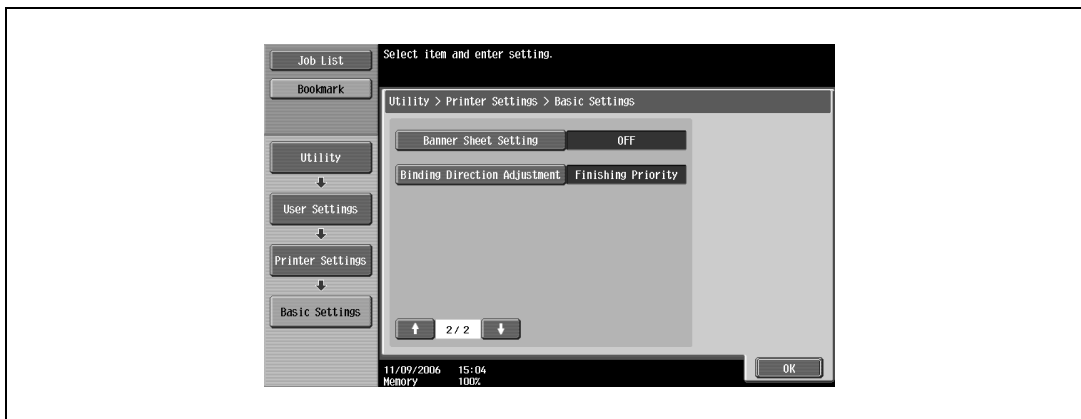 Job List
Bookmark
Select item and enter setting.
Utility > Printer Settings > Basic Settings
Banner Sheet Setting OFF
Binding Direction Adjustment Finishing Priority
Utility
User Settings
Printer Settings
Basic Settings
2/2
OK
11/09/2006 15:04
Memory 100%